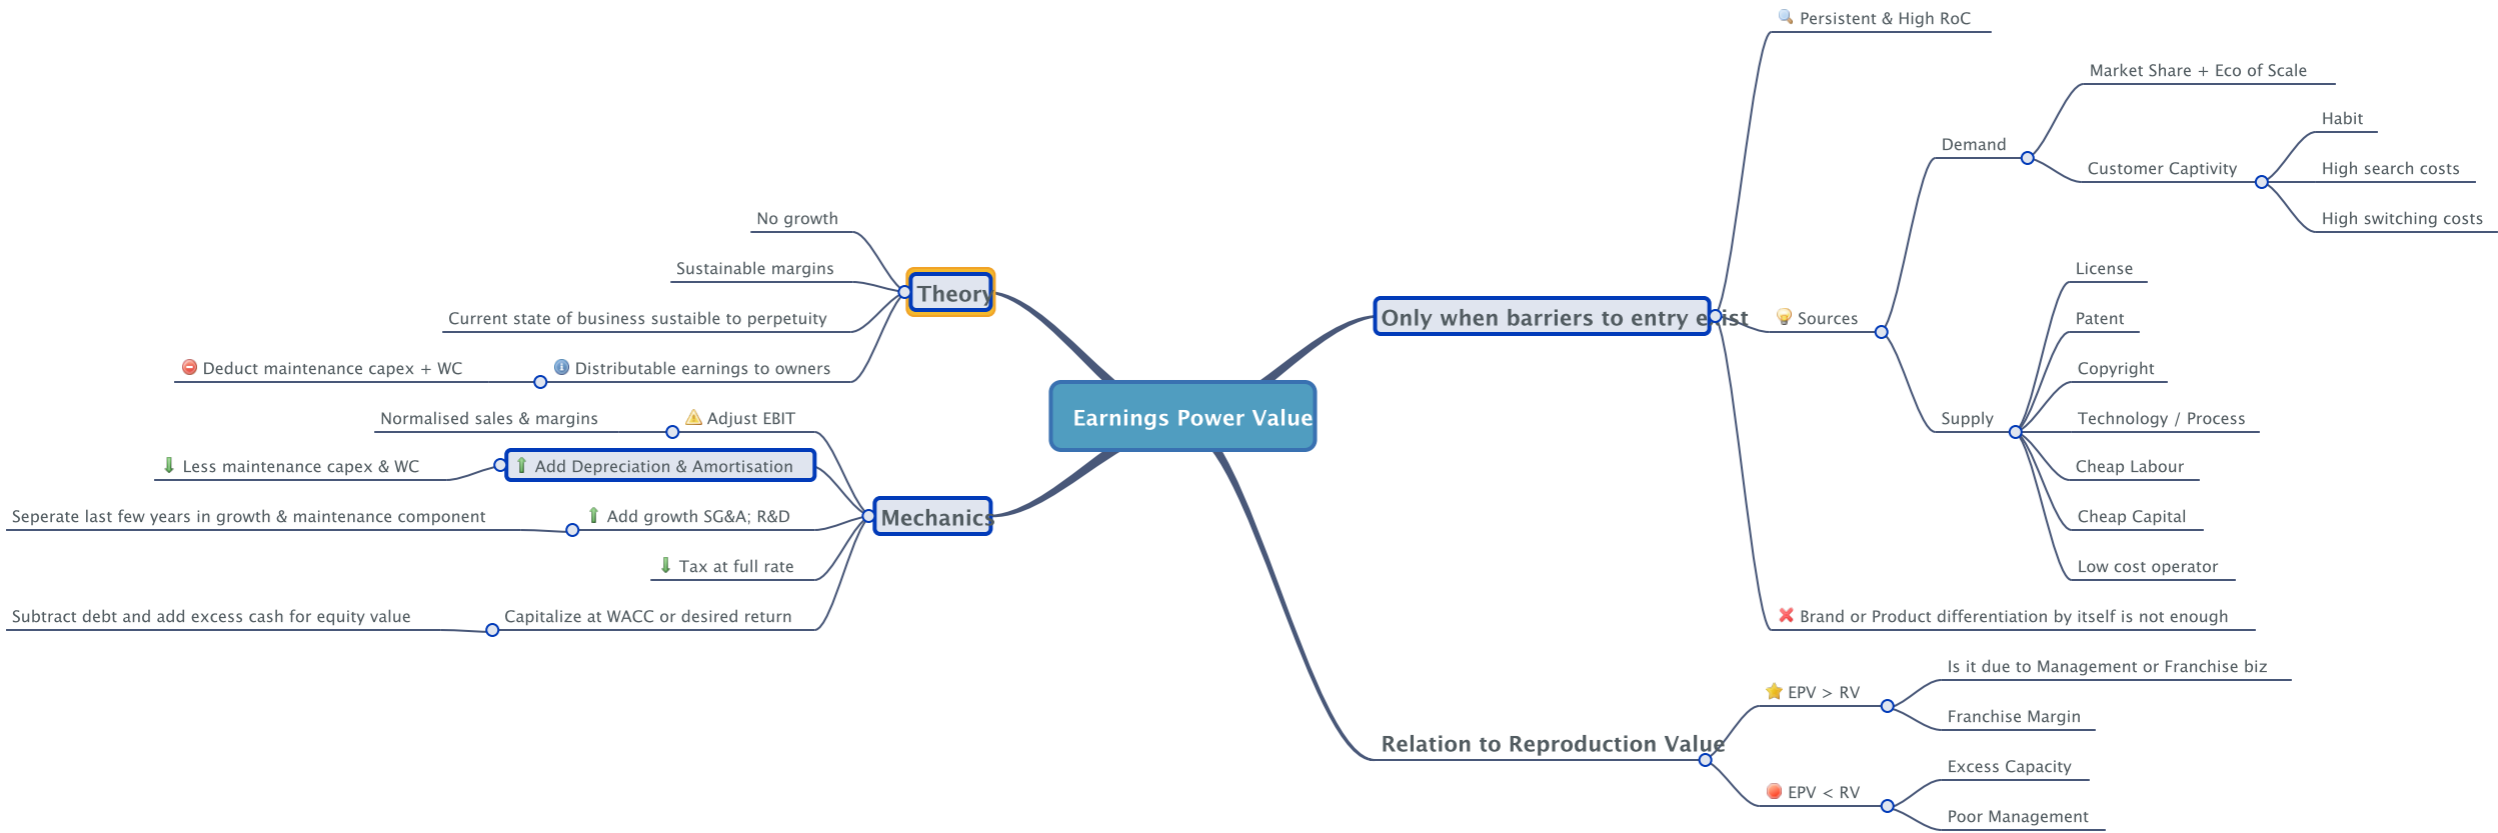 Earnings Power Value
Theory
No growth
Sustainable margins
Current state of business sustaible to perpetuity
Distributable earnings to owners
Deduct maintenance capex + WC
Mechanics
Adjust EBIT
Normalised sales & margins
Add Depreciation & Amortisation
Less maintenance capex & WC
Add growth SG&A; R&D
Seperate last few years in growth & maintenance component
Tax at full rate
Capitalize at WACC or desired return
Subtract debt and add excess cash for equity value
Only when barriers to entry exist
Persistent & High RoC
Sources
Demand
Market Share + Eco of Scale
Customer Captivity
Habit
High search costs
High switching costs
Supply
License
Patent
Copyright
Technology / Process
Cheap Labour
Cheap Capital
Low cost operator
Brand or Product differentiation by itself is not enough
Relation to Reproduction Value
EPV > RV
Is it due to Management or Franchise biz
Franchise Margin
EPV < RV
Excess Capacity
Poor Management